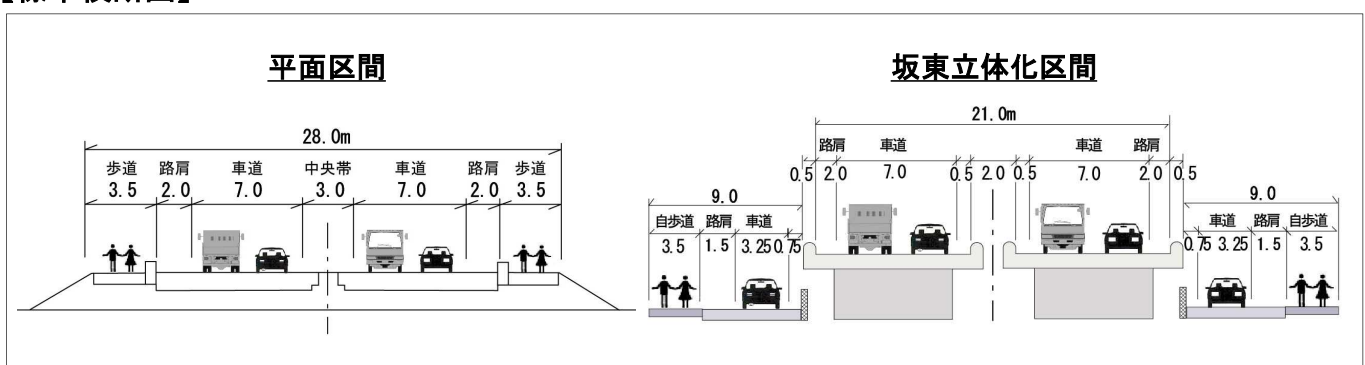 平面区間
28.0m
歩道 路肩 車道 中央帯 車道 路肩 歩道
3.5 2.0 7.0 3.0 7.0 2.0 3.5
坂東立体化区間
21.0m
路肩 車道 車道 路肩
0.5 2.0 7.0 0.5 2.0 0.5 7.0 2.0 0.5
9.0 9.0
自歩道 路肩 車道 車道 路肩 自歩道
3.5 1.5 3.25 0.75 0.75 3.25 1.5 3.5